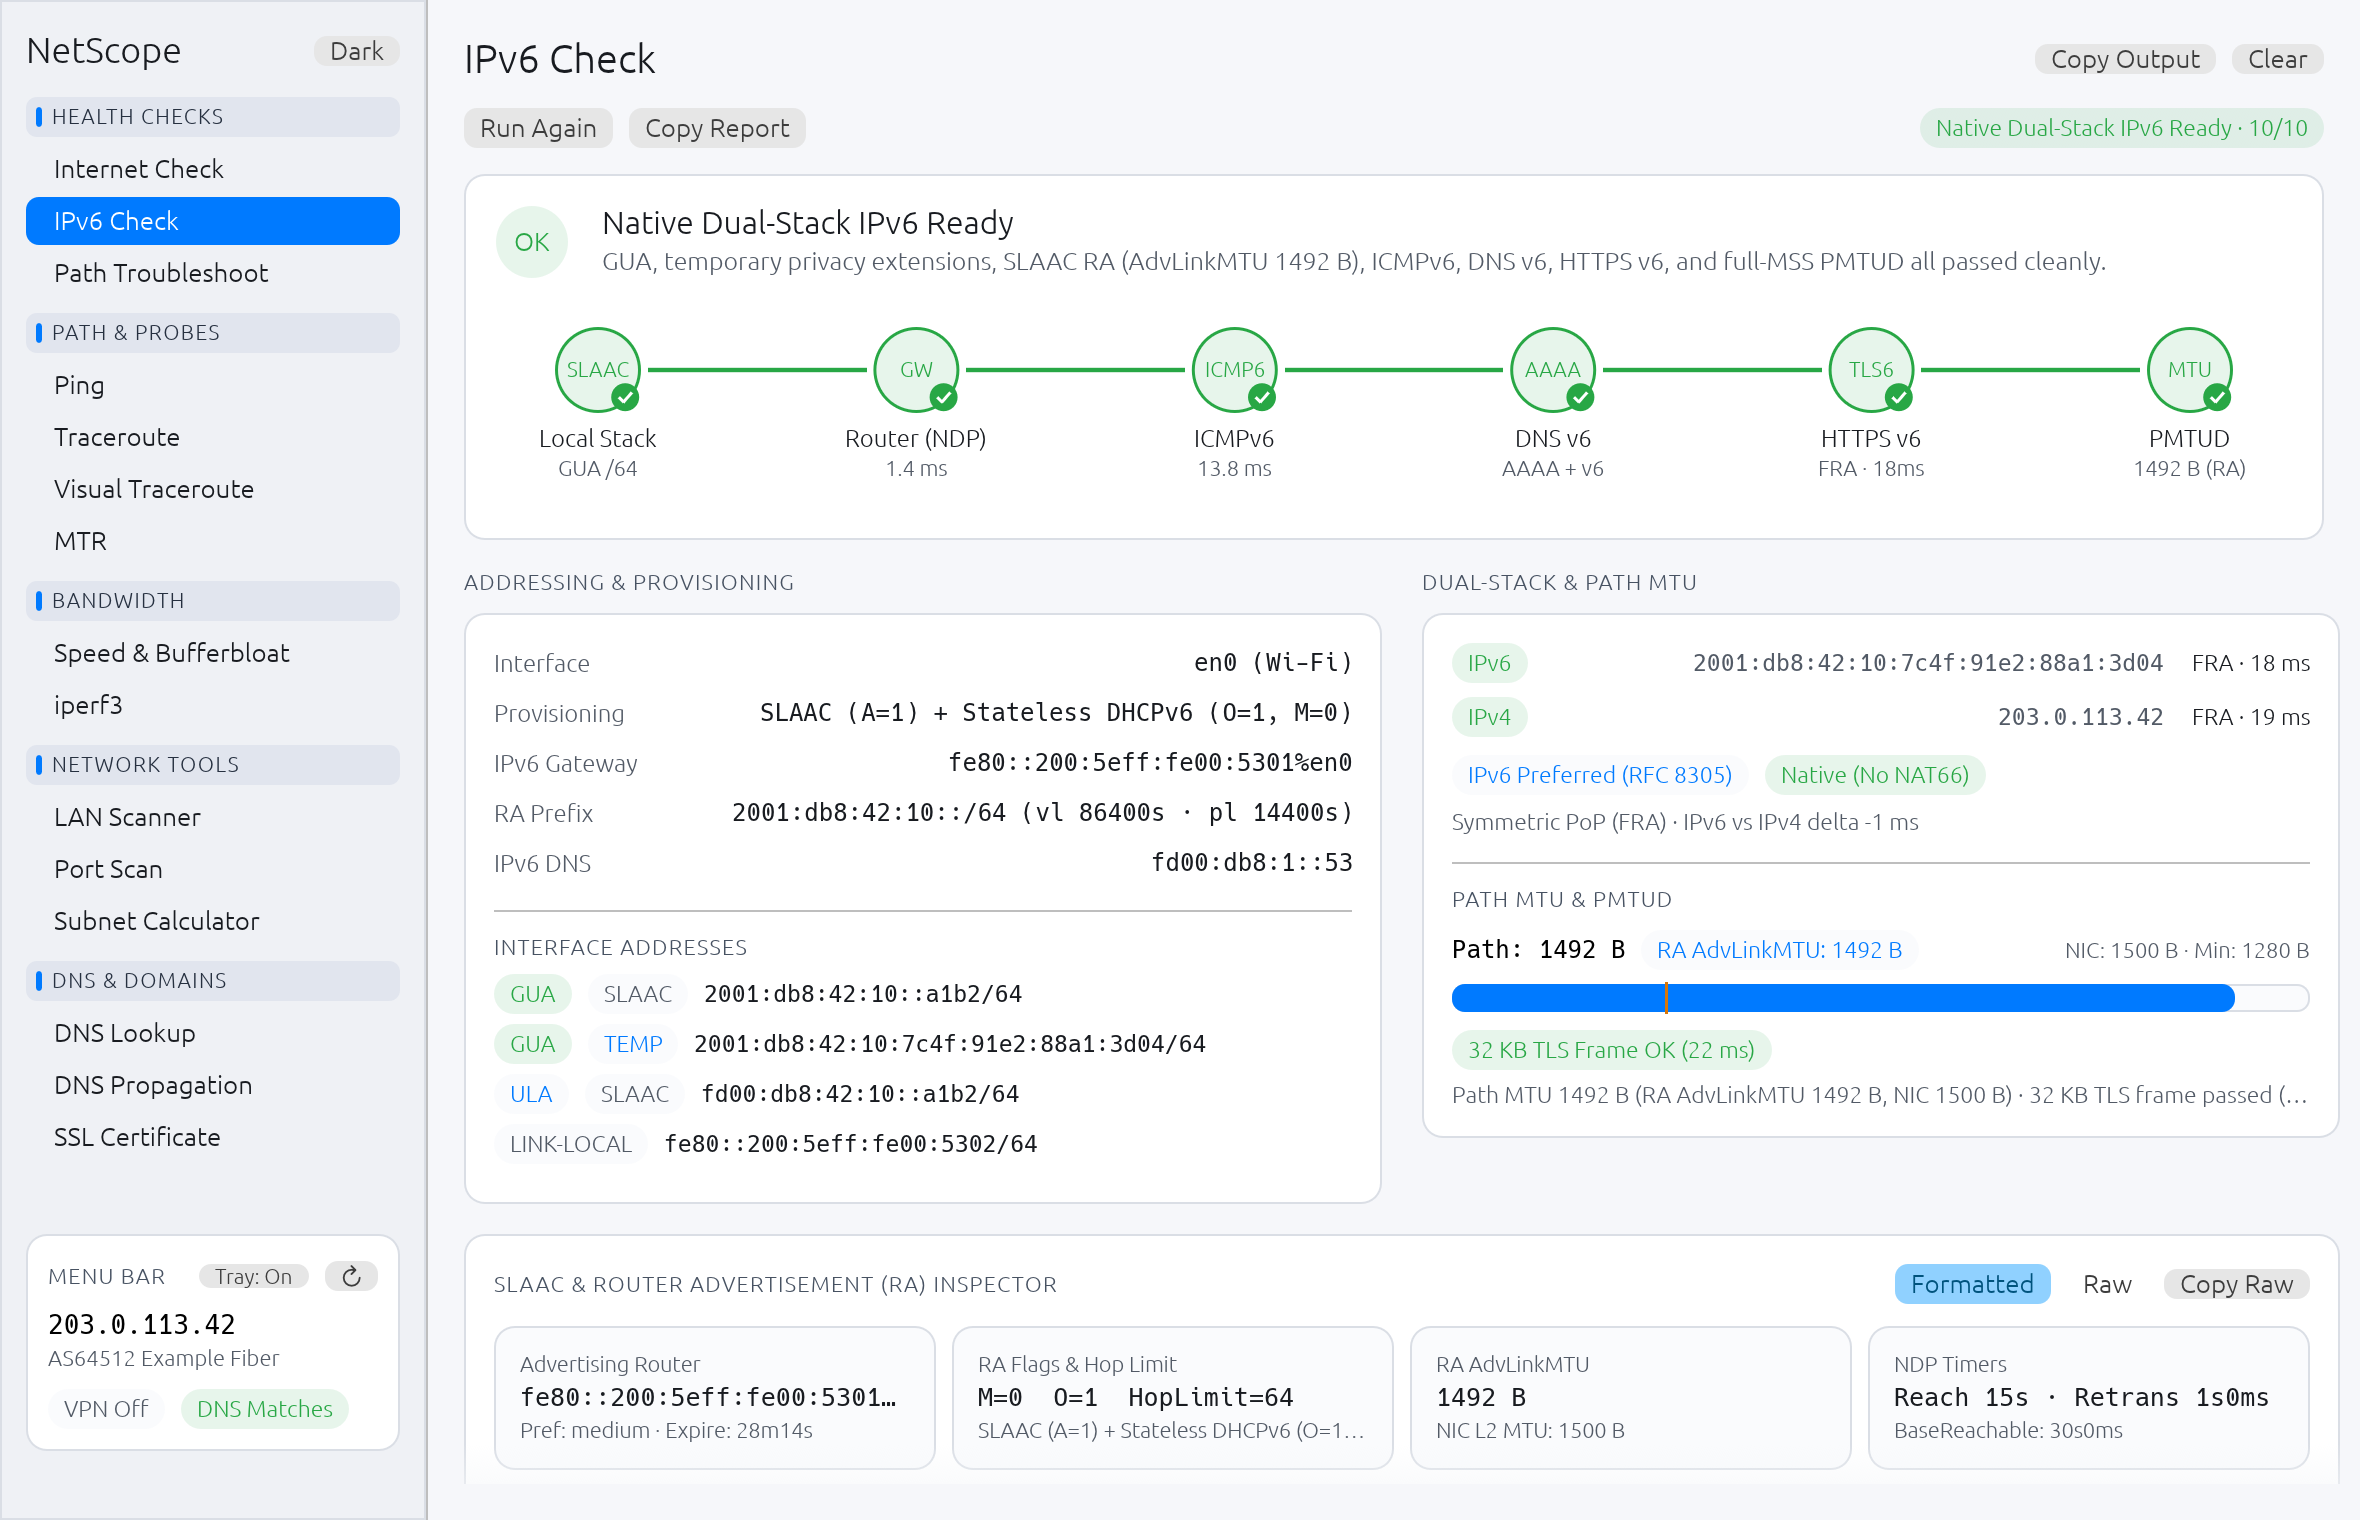 NetScope
Dark
HEALTH CHECKS
Internet Check
IPv6 Check
Path Troubleshoot
PATH & PROBES
Ping
Traceroute
Visual Traceroute
MTR
BANDWIDTH
Speed & Bufferbloat
iperf3
NETWORK TOOLS
LAN Scanner
Port Scan
Subnet Calculator
DNS & DOMAINS
DNS Lookup
DNS Propagation
SSL Certificate
MENU BAR
Tray: On
203.0.113.42
AS64512 Example Fiber
VPN Off
DNS Matches
IPv6 Check
Copy Output
Clear
Run Again
Copy Report
Native Dual-Stack IPv6 Ready · 10/10
OK
Native Dual-Stack IPv6 Ready
GUA, temporary privacy extensions, SLAAC RA (AdvLinkMTU 1492 B), ICMPv6, DNS v6, HTTPS v6, and full-MSS PMTUD all passed cleanly.
SLAAC
Local Stack
GUA /64
GW
Router (NDP)
1.4 ms
ICMP6
ICMPv6
13.8 ms
AAAA
DNS v6
AAAA + v6
TLS6
HTTPS v6
FRA · 18ms
MTU
PMTUD
1492 B (RA)
ADDRESSING & PROVISIONING
Interface
en0 (Wi-Fi)
Provisioning
SLAAC (A=1) + Stateless DHCPv6 (O=1, M=0)
IPv6 Gateway
fe80::200:5eff:fe00:5301%en0
RA Prefix
2001:db8:42:10::/64 (vl 86400s · pl 14400s)
IPv6 DNS
fd00:db8:1::53
INTERFACE ADDRESSES
GUA SLAAC 2001:db8:42:10::a1b2/64
GUA TEMP 2001:db8:42:10:7c4f:91e2:88a1:3d04/64
ULA SLAAC fd00:db8:42:10::a1b2/64
LINK-LOCAL fe80::200:5eff:fe00:5302/64
DUAL-STACK & PATH MTU
IPv6 2001:db8:42:10:7c4f:91e2:88a1:3d04 FRA · 18 ms
IPv4 203.0.113.42 FRA · 19 ms
IPv6 Preferred (RFC 8305)
Native (No NAT66)
Symmetric PoP (FRA) · IPv6 vs IPv4 delta -1 ms
PATH MTU & PMTUD
Path: 1492 B
RA AdvLinkMTU: 1492 B
NIC: 1500 B · Min: 1280 B
32 KB TLS Frame OK (22 ms)
Path MTU 1492 B (RA AdvLinkMTU 1492 B, NIC 1500 B) · 32 KB TLS frame passed (…
SLAAC & ROUTER ADVERTISEMENT (RA) INSPECTOR
Formatted
Raw
Copy Raw
Advertising Router
fe80::200:5eff:fe00:5301…
Pref: medium · Expire: 28m14s
RA Flags & Hop Limit
M=0 O=1 HopLimit=64
SLAAC (A=1) + Stateless DHCPv6 (O=1…
RA AdvLinkMTU
1492 B
NIC L2 MTU: 1500 B
NDP Timers
Reach 15s · Retrans 1s0ms
BaseReachable: 30s0ms